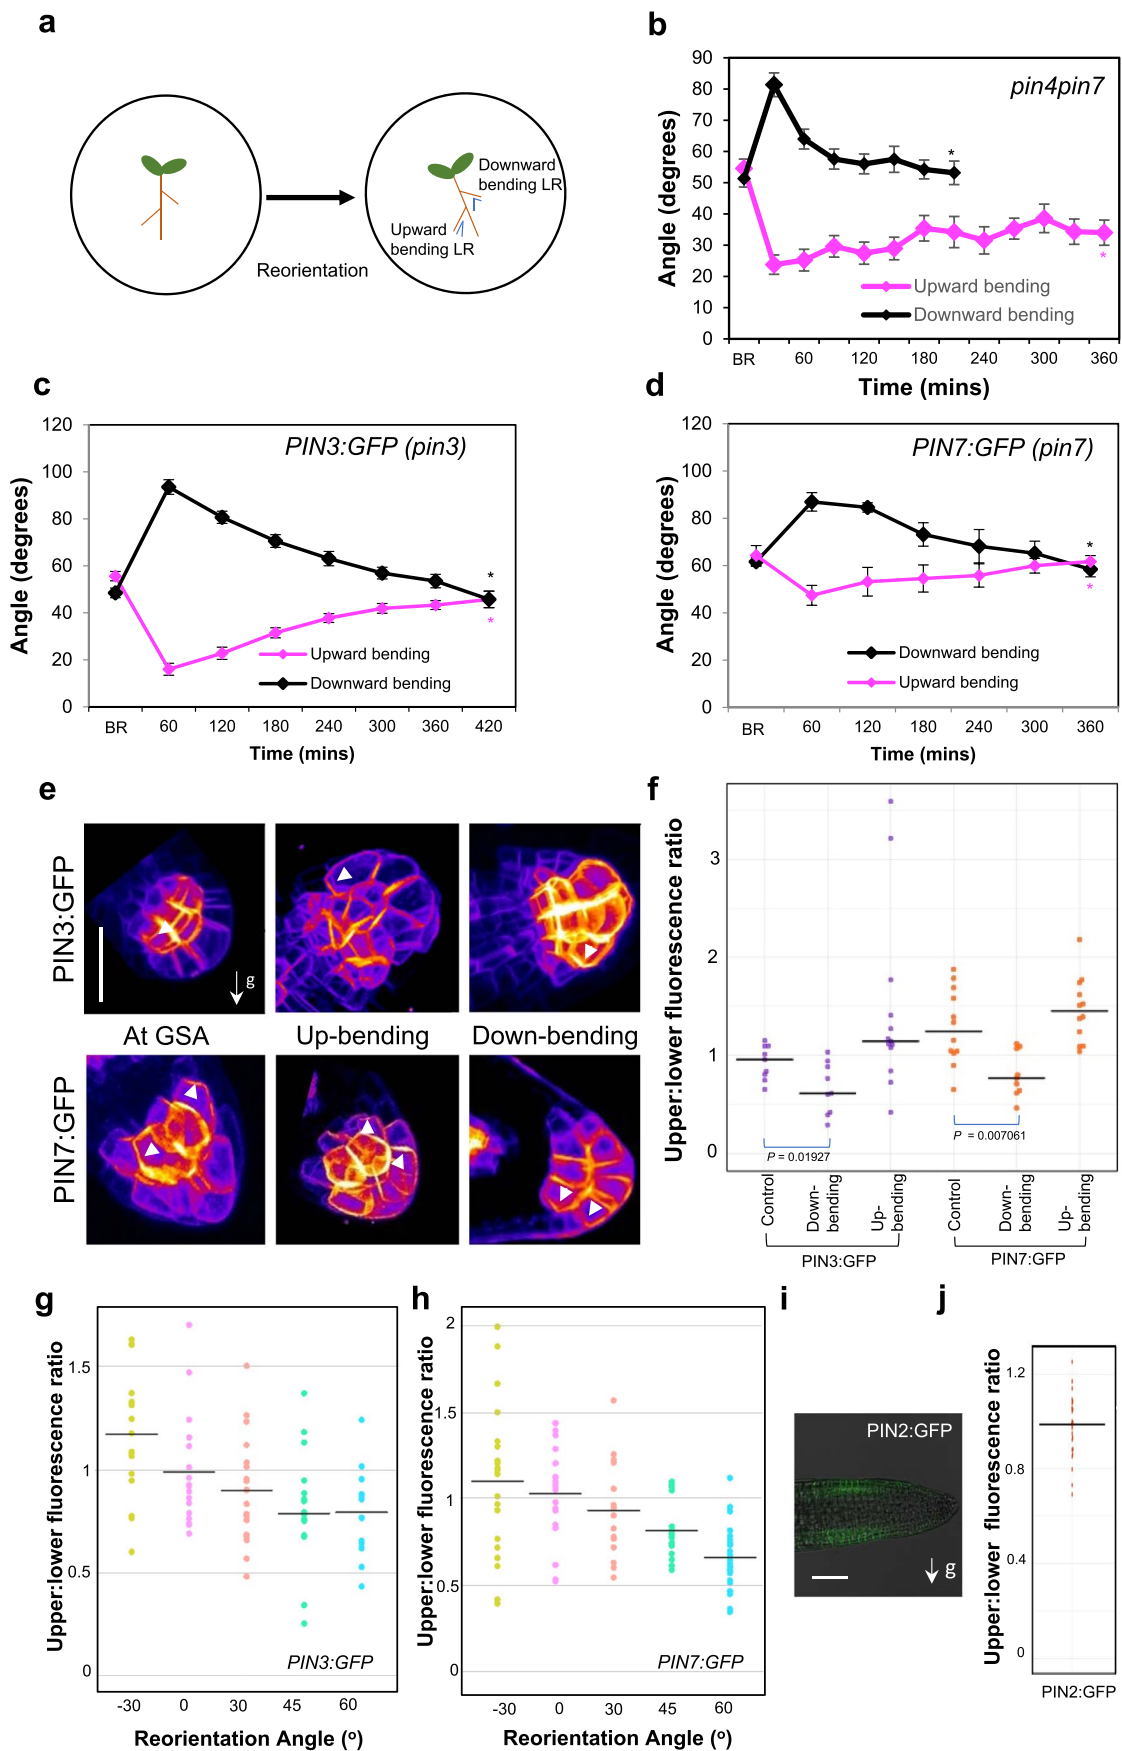 a
Downward
bending LR
Upward
bending LR
Reorientation
b
90
80
70
60
50
40
30
20
10
0
Angle (degrees)
pin4pin7
*
*
Upward bending
Downward bending
BR 60 120 180 240 300 360
Time (mins)
c
120
100
80
60
40
20
0
Angle (degrees)
PIN3:GFP (pin3)
*
*
Upward bending
Downward bending
BR 60 120 180 240 300 360 420
Time (mins)
d
120
100
80
60
40
20
0
Angle (degrees)
PIN7:GFP (pin7)
*
*
Downward bending
Upward bending
BR 60 120 180 240 300 360
Time (mins)
e
PIN3:GFP
g
At GSA Up-bending Down-bending
PIN7:GFP
f
Upper:lower fluorescence ratio
3
2
1
0
P = 0.01927
P = 0.007061
Control
Down-
bending
Up-
bending
Control
Down-
bending
Up-
bending
PIN3:GFP PIN7:GFP
g
Upper:lower fluorescence ratio
1.5
1
0.5
0
PIN3:GFP
-30 0 30 45 60
Reorientation Angle (º)
h
Upper:lower fluorescence ratio
2
1.5
1
0.5
0
PIN7:GFP
-30 0 30 45 60
Reorientation Angle (º)
i
PIN2:GFP
g
j
Upper:lower fluorescence ratio
1.2
0.8
0.4
0
PIN2:GFP